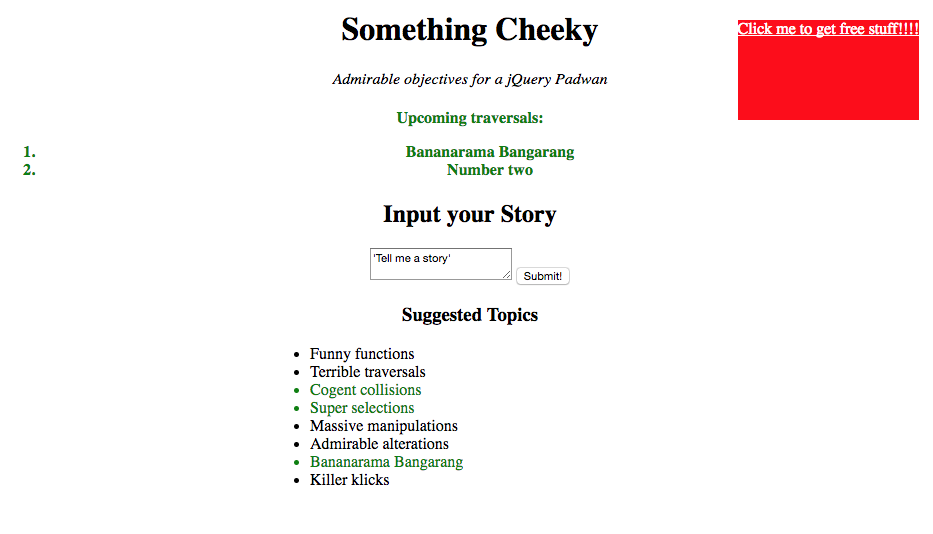 Something Cheeky
Click me to get free stuff!!!!
Admirable objectives for a jQuery Padwan
Upcoming traversals:
1. Bananarama Bangarang
2. Number two
Input your Story
'Tell me a story'
Submit!
Suggested Topics
• Funny functions
• Terrible traversals
• Cogent collisions
• Super selections
• Massive manipulations
• Admirable alterations
• Bananarama Bangarang
• Killer klicks